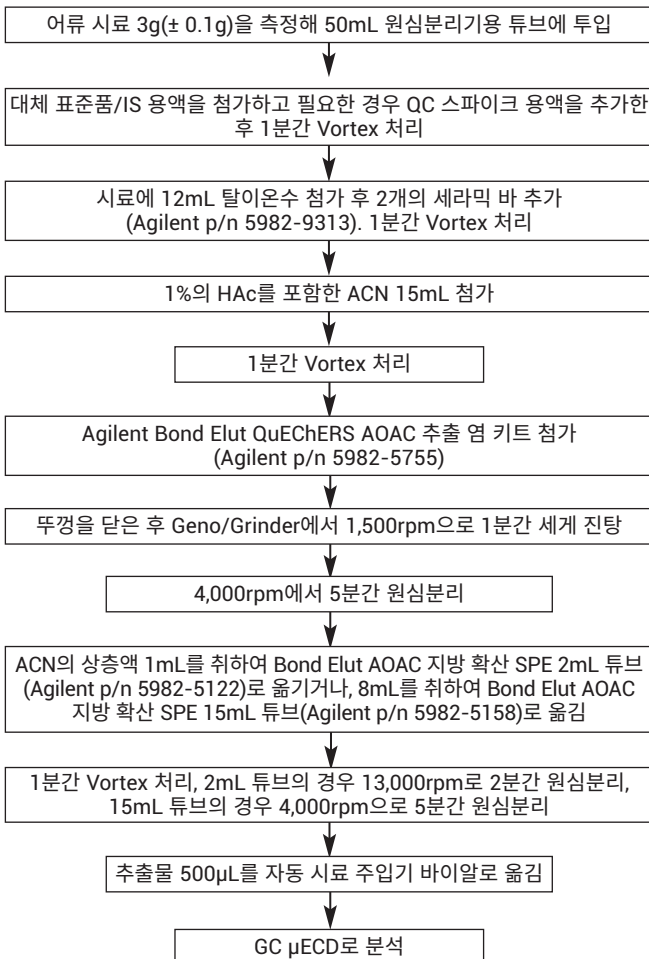 어류 시료 3g(± 0.1g)을 측정해 50mL 원심분리기용 튜브에 투입
대체 표준품/IS 용액을 첨가하고 필요한 경우 QC 스파이크 용액을 추가한
후 1분간 Vortex 처리
시료에 12mL 탈이온수 첨가 후 2개의 세라믹 바 추가
(Agilent p/n 5982-9313). 1분간 Vortex 처리
1%의 HAc를 포함한 ACN 15mL 첨가
1분간 Vortex 처리
Agilent Bond Elut QuEChERS AOAC 추출 염 키트 첨가
(Agilent p/n 5982-5755)
뚜껑을 닫은 후 Geno/Grinder에서 1,500rpm으로 1분간 세게 진탕
4,000rpm에서 5분간 원심분리
ACN의 상층액 1mL를 취하여 Bond Elut AOAC 지방 확산 SPE 2mL 튜브
(Agilent p/n 5982-5122)로 옮기거나, 8mL를 취하여 Bond Elut AOAC
지방 확산 SPE 15mL 튜브(Agilent p/n 5982-5158)로 옮김
1분간 Vortex 처리, 2mL 튜브의 경우 13,000rpm로 2분간 원심분리,
15mL 튜브의 경우 4,000rpm으로 5분간 원심분리
추출물 500µL를 자동 시료 주입기 바이알로 옮김
GC µECD로 분석